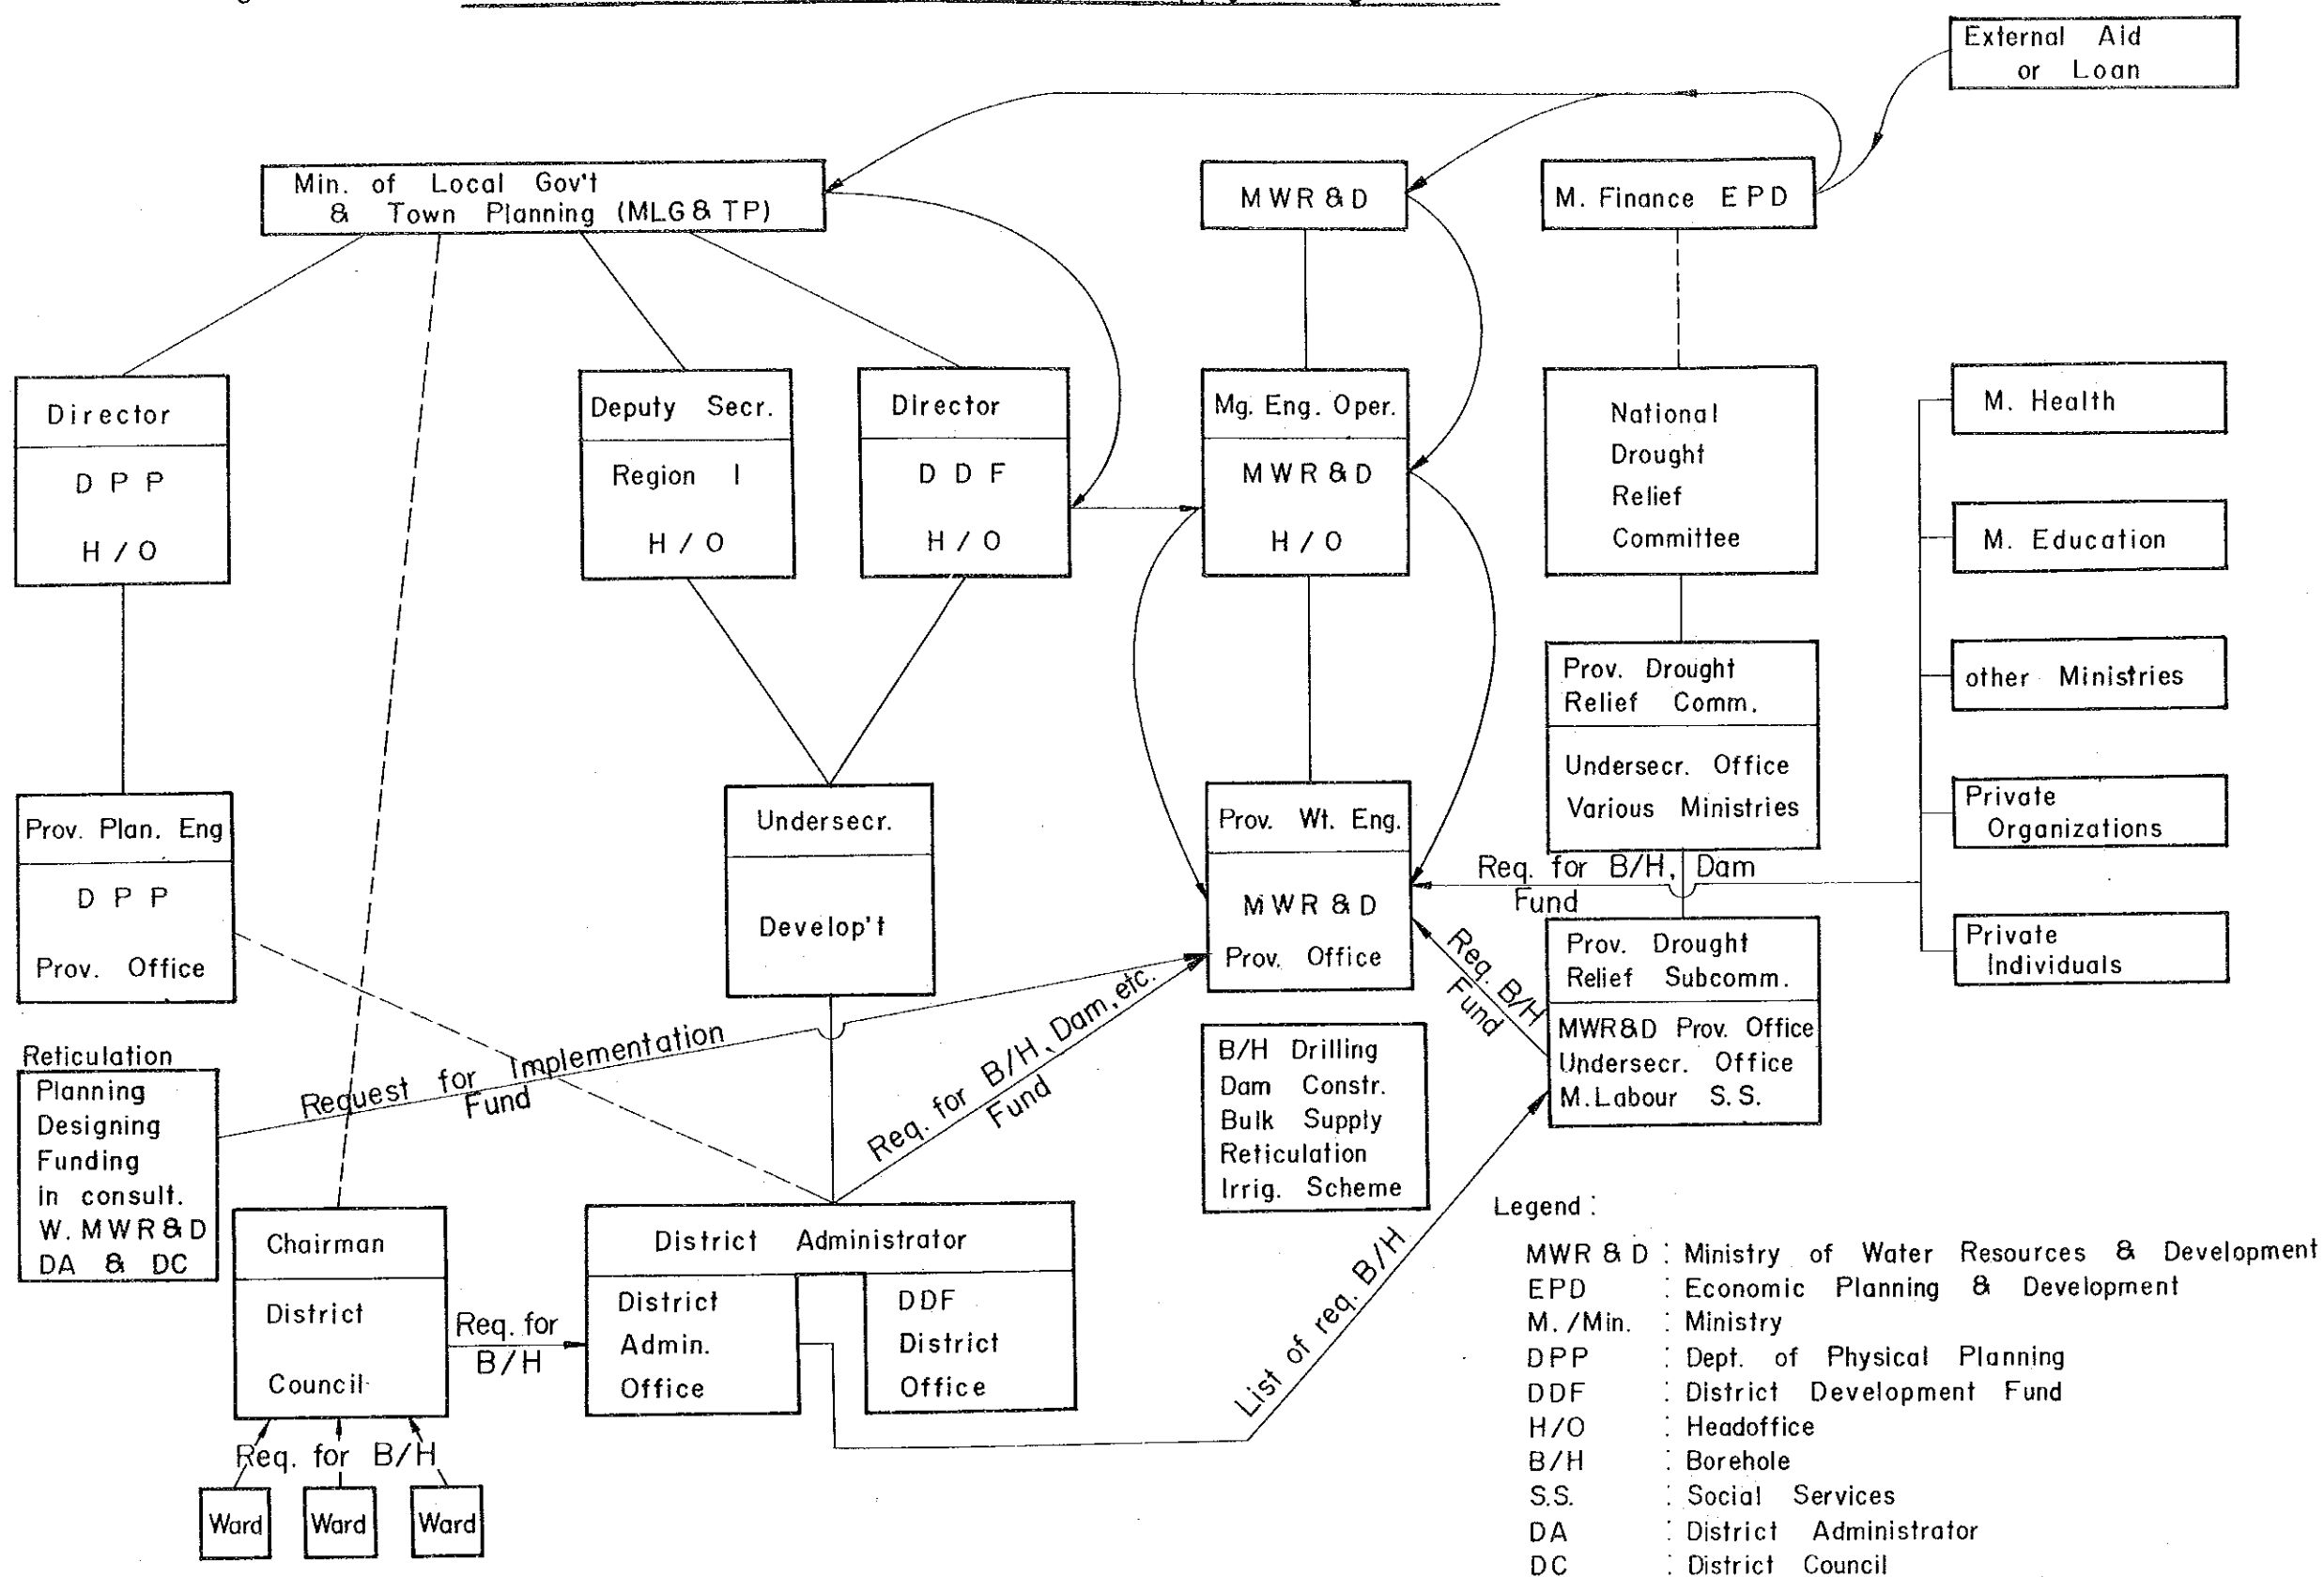 External Aid
or Loan
Min. of Local Gov't
& Town Planning (MLG & TP)
MWR & D
M. Finance EPD
Director
DPP
H/O
Deputy Secr.
Region I
H/O
Director
DDF
H/O
Mg. Eng. Oper.
MWR & D
H/O
National
Drought
Relief
Committee
M. Health
M. Education
other Ministries
Private
Organizations
Private
Individuals
Prov. Drought
Relief Comm.
Undersecr. Office
Various Ministries
Prov. Plan. Eng
DPP
Prov. Office
Undersecr.
Develop't
Prov. Wt. Eng.
MWR & D
Prov. Office
Req. for B/H, Dam
Fund
Req. B/H
Fund
Prov. Drought
Relief Subcomm.
MWR&D Prov. Office
Undersecr. Office
M. Labour S.S.
Reticulation
Planning
Designing
Funding
in consult.
W. MWR & D
DA & DC
Request for Implementation
Fund
Req. for B/H, Dam, etc.
Fund
B/H Drilling
Dam Constr.
Bulk Supply
Reticulation
Irrig. Scheme
Chairman
District
Council
Req. for
B/H
District Administrator
District
Admin.
Office
DDF
District
Office
List of req. B/H
Req. for B/H
Ward
Ward
Ward
Legend :
MWR & D : Ministry of Water Resources & Development
EPD : Economic Planning & Development
M./Min. : Ministry
DPP : Dept. of Physical Planning
DDF : District Development Fund
H/O : Headoffice
B/H : Borehole
S.S. : Social Services
DA : District Administrator
DC : District Council